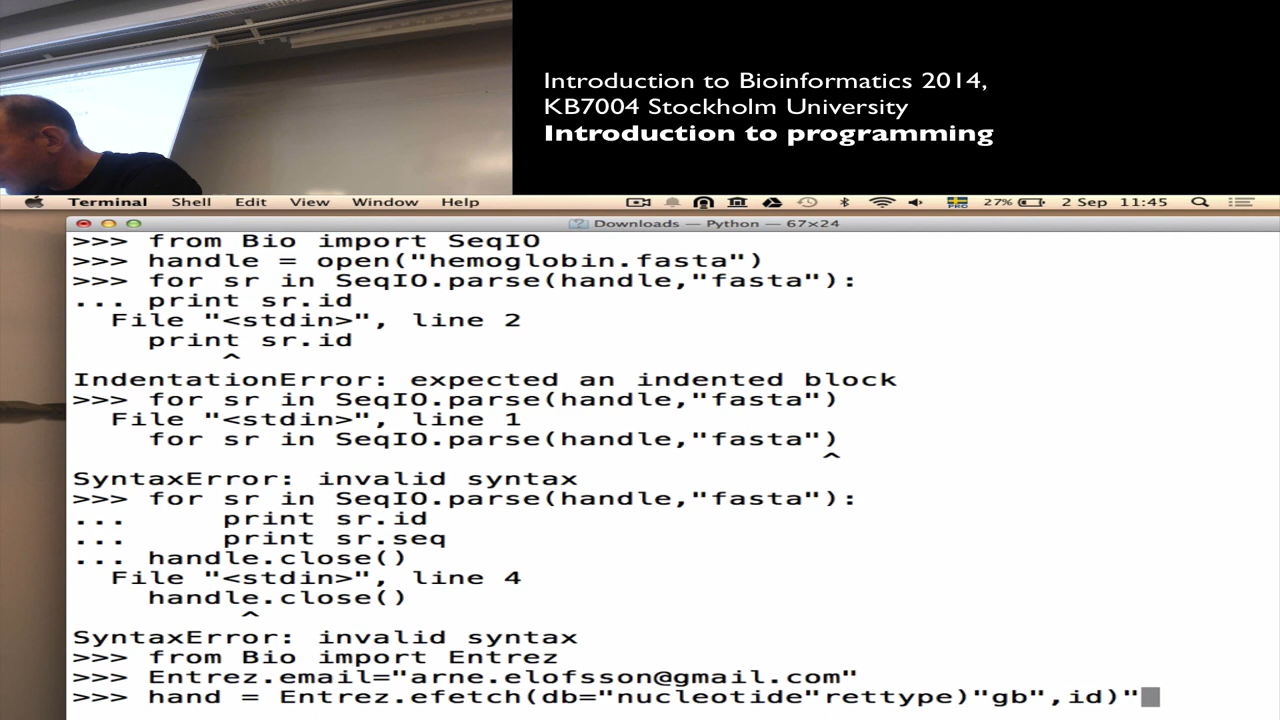 Introduction to Bioinformatics 2014,
KB7004 Stockholm University
Introduction to programming
Terminal Shell Edit View Window Help 27% 2 Sep 11:45
Downloads — Python — 67×24
>>> from Bio import SeqIO
>>> handle = open("hemoglobin.fasta")
>>> for sr in SeqIO.parse(handle,"fasta"):
... print sr.id
  File "<stdin>", line 2
    print sr.id
        ^
IndentationError: expected an indented block
>>> for sr in SeqIO.parse(handle,"fasta")
  File "<stdin>", line 1
    for sr in SeqIO.parse(handle,"fasta")
                                        ^
SyntaxError: invalid syntax
>>> for sr in SeqIO.parse(handle,"fasta"):
...     print sr.id
...     print sr.seq
... handle.close()
  File "<stdin>", line 4
    handle.close()
         ^
SyntaxError: invalid syntax
>>> from Bio import Entrez
>>> Entrez.email="arne.elofsson@gmail.com"
>>> hand = Entrez.efetch(db="nucleotide"rettype)"gb",id)"